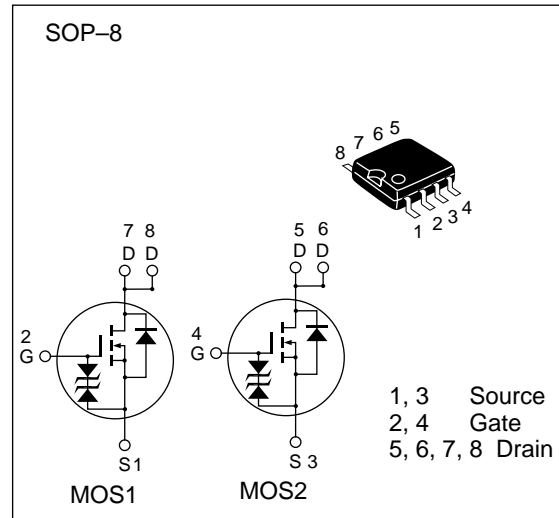 SOP–8
8 7 6 5
1 2 3 4
7 8
D D
5 6
D D
2
G
4
G
S 1
S 3
MOS1
MOS2
1, 3 Source
2, 4 Gate
5, 6, 7, 8 Drain